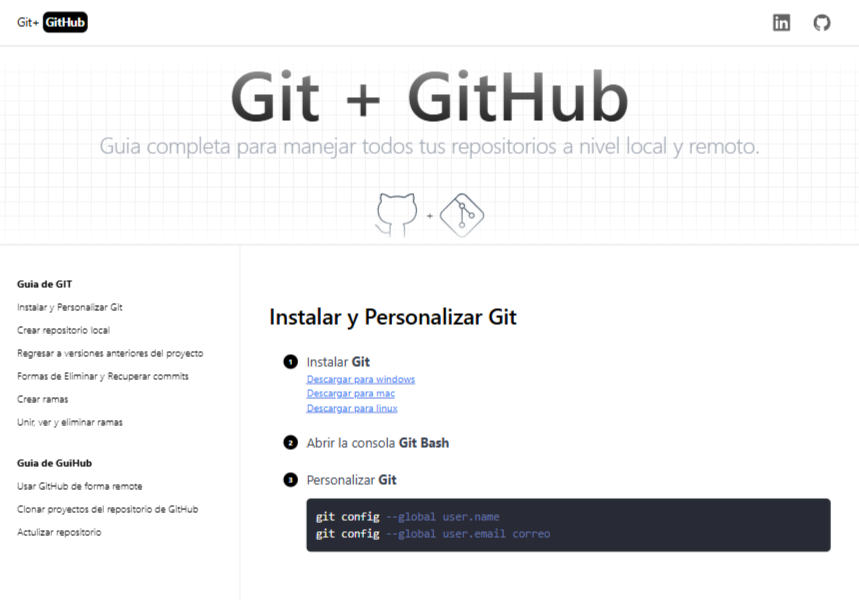 Git+ GitHub
Git + GitHub
Guia completa para manejar todos tus repositorios a nivel local y remoto.
+
Guia de GIT
Instalar y Personalizar Git
Crear repositorio local
Regresar a versiones anteriores del proyecto
Formas de Eliminar y Recuperar commits
Crear ramas
Unir, ver y eliminar ramas
Guia de GuiHub
Usar GitHub de forma remote
Clonar proyectos del repositorio de GitHub
Actulizar repositorio
Instalar y Personalizar Git
1 Instalar Git
Descargar para windows
Descargar para mac
Descargar para linux
2 Abrir la consola Git Bash
3 Personalizar Git
git config --global user.name
git config --global user.email correo